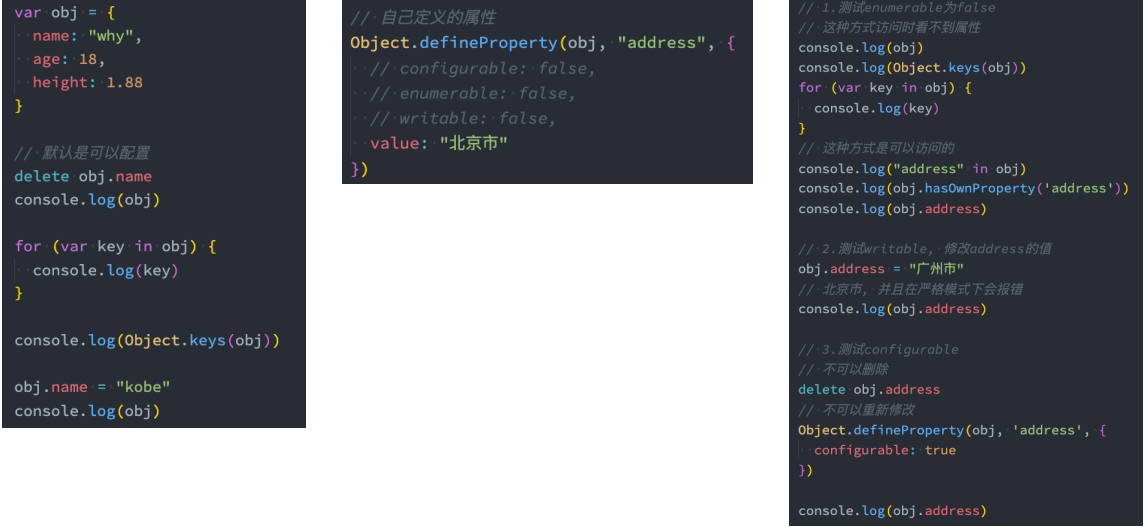 var obj = {
  name: "why",
  age: 18,
  height: 1.88
}

// 默认是可以配置
delete obj.name
console.log(obj)

for (var key in obj) {
  console.log(key)
}

console.log(Object.keys(obj))

obj.name = "kobe"
console.log(obj)

// 自己定义的属性
Object.defineProperty(obj, "address", {
  // configurable: false,
  // enumerable: false,
  // writable: false,
  value: "北京市"
})

// 1.测试enumerable为false
// 这种方式访问时看不到属性
console.log(obj)
console.log(Object.keys(obj))
for (var key in obj) {
  console.log(key)
}
// 这种方式是可以访问的
console.log("address" in obj)
console.log(obj.hasOwnProperty('address'))
console.log(obj.address)

// 2.测试writable, 修改address的值
obj.address = "广州市"
// 北京市, 并且在严格模式下会报错
console.log(obj.address)

// 3.测试configurable
// 不可以删除
delete obj.address
// 不可以重新修改
Object.defineProperty(obj, 'address', {
  configurable: true
})

console.log(obj.address)